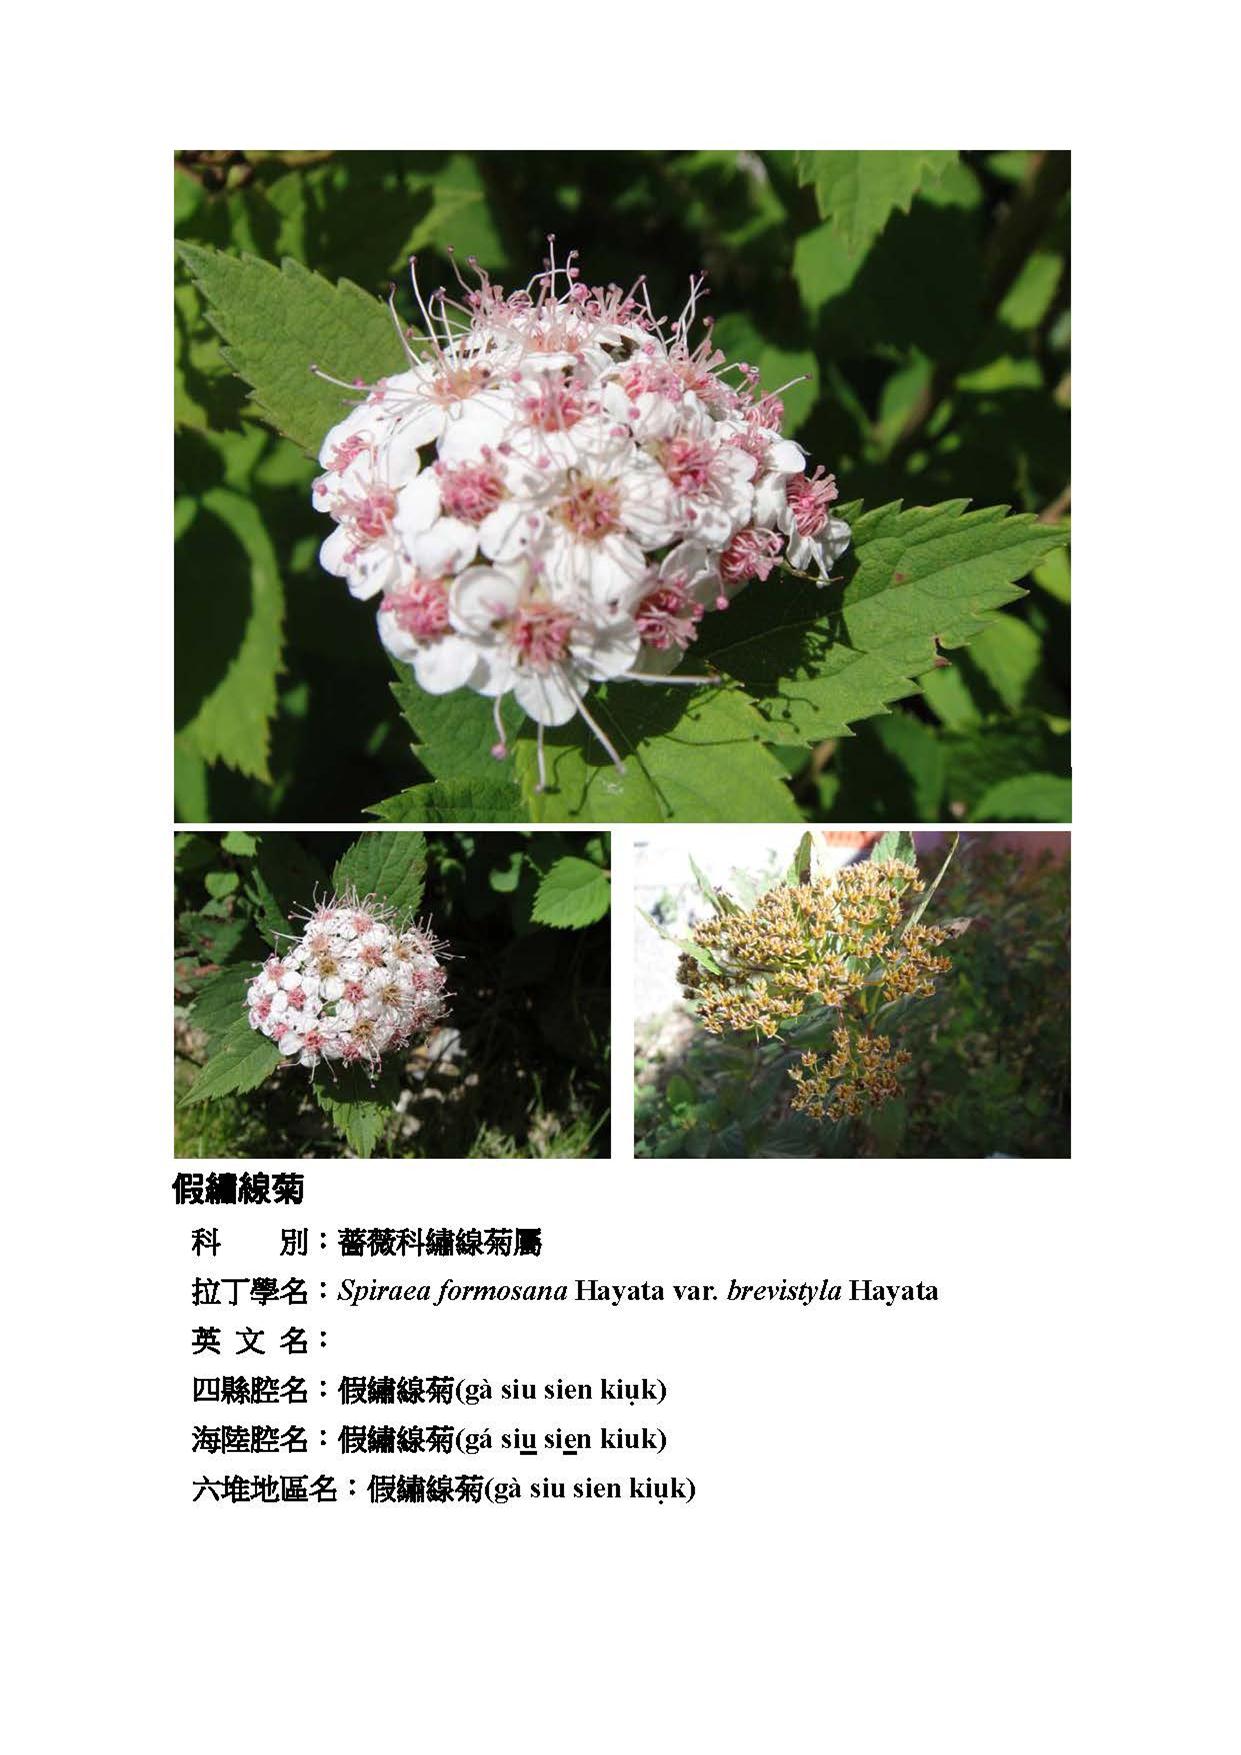 假繡線菊
科　　別：薔薇科繡線菊屬
拉丁學名：Spiraea formosana Hayata var. brevistyla Hayata
英 文 名：
四縣腔名：假繡線菊(gà siu sien kiụk)
海陸腔名：假繡線菊(gá siu̲ sie̲n kiuk)
六堆地區名：假繡線菊(gà siu sien kiụk)